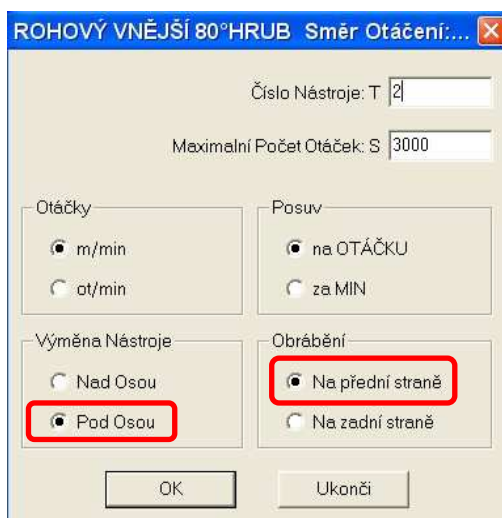 ROHOVÝ VNĚJŠÍ 80°HRUB Směr Otáčení:...
Číslo Nástroje: T 2
Maximalní Počet Otáček: S 3000
Otáčky
m/min
ot/min
Posuv
na OTÁČKU
za MIN
Výměna Nástroje
Nad Osou
Pod Osou
Obrábění
Na přední straně
Na zadní straně
OK
Ukonči